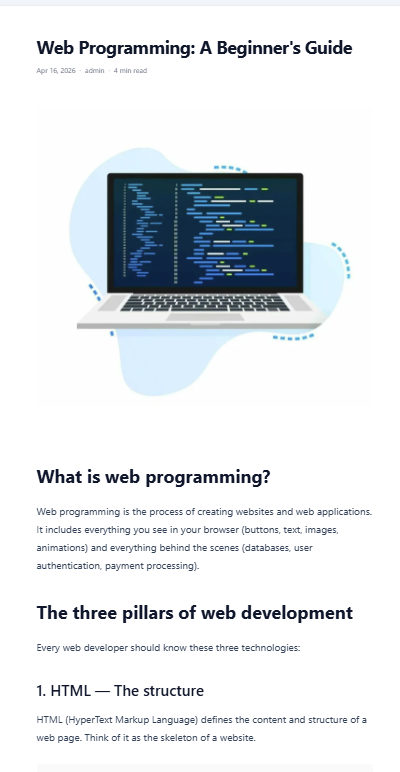 Web Programming: A Beginner's Guide
Apr 16, 2026 · admin · 4 min read
What is web programming?
Web programming is the process of creating websites and web applications.
It includes everything you see in your browser (buttons, text, images,
animations) and everything behind the scenes (databases, user
authentication, payment processing).
The three pillars of web development
Every web developer should know these three technologies:
1. HTML — The structure
HTML (HyperText Markup Language) defines the content and structure of a
web page. Think of it as the skeleton of a website.